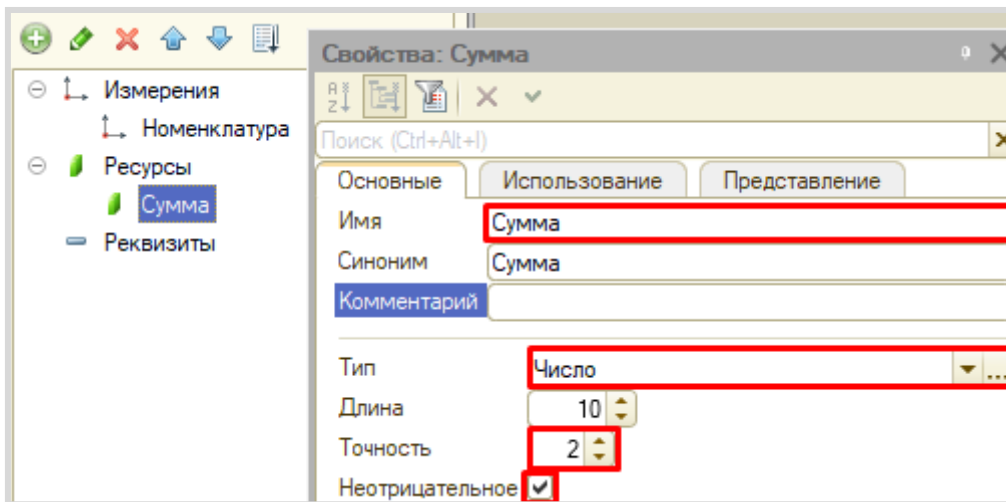 Измерения
Номенклатура
Ресурсы
Сумма
Реквизиты
Свойства: Сумма
Поиск (Ctrl+Alt+I)
Основные Использование Представление
Имя Сумма
Синоним Сумма
Комментарий
Тип Число ...
Длина 10
Точность 2
Неотрицательное